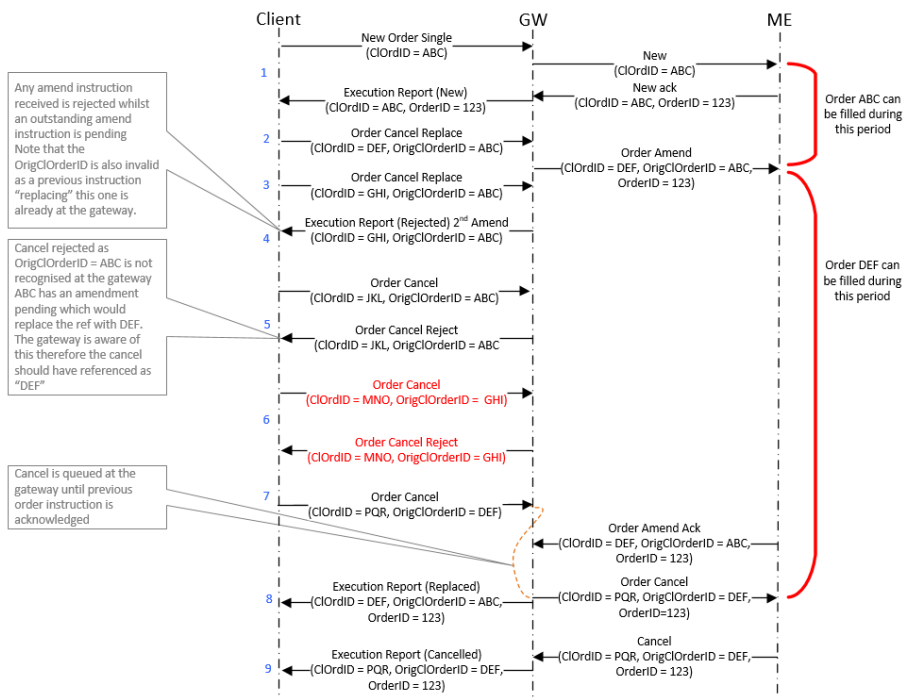 Client
GW
ME
New Order Single
(ClOrdID = ABC)
New
(ClOrdID = ABC)
1
Execution Report (New)
(ClOrdID = ABC, OrderID = 123)
New ack
(ClOrdID = ABC, OrderID = 123)
Order ABC can
be filled during
this period
Any amend instruction
received is rejected whilst
an outstanding amend
instruction is pending
Note that the
OrigClOrderID is also invalid
as a previous instruction
“replacing” this one is
already at the gateway.
2
Order Cancel Replace
(ClOrdID = DEF, OrigClOrderID = ABC)
Order Amend
(ClOrdID = DEF, OrigClOrderID = ABC,
OrderID = 123)
3
Order Cancel Replace
(ClOrdID = GHI, OrigClOrderID = ABC)
4
Execution Report (Rejected) 2nd Amend
(ClOrdID = GHI, OrigClOrderID = ABC)
Cancel rejected as
OrigClOrderID = ABC is not
recognised at the gateway
ABC has an amendment
pending which would
replace the ref with DEF.
The gateway is aware of
this therefore the cancel
should have referenced as
“DEF”
Order DEF can
be filled during
this period
Order Cancel
(ClOrdID = JKL, OrigClOrderID = ABC)
5
Order Cancel Reject
(ClOrdID = JKL, OrigClOrderID = ABC
Order Cancel
(ClOrdID = MNO, OrigClOrderID = GHI)
6
Order Cancel Reject
(ClOrdID = MNO, OrigClOrderID = GHI)
Cancel is queued at the
gateway until previous
order instruction is
acknowledged
7
Order Cancel
(ClOrdID = PQR, OrigClOrderID = DEF)
Order Amend Ack
(ClOrdID = DEF, OrigClOrderID = ABC,
OrderID = 123)
8
Execution Report (Replaced)
(ClOrdID = DEF, OrigClOrderID = ABC,
OrderID = 123)
Order Cancel
(ClOrdID = PQR, OrigClOrderID = DEF,
OrderID=123)
9
Execution Report (Cancelled)
(ClOrdID = PQR, OrigClOrderID = DEF,
OrderID = 123)
Cancel
(ClOrdID = PQR, OrigClOrderID = DEF,
OrderID = 123)